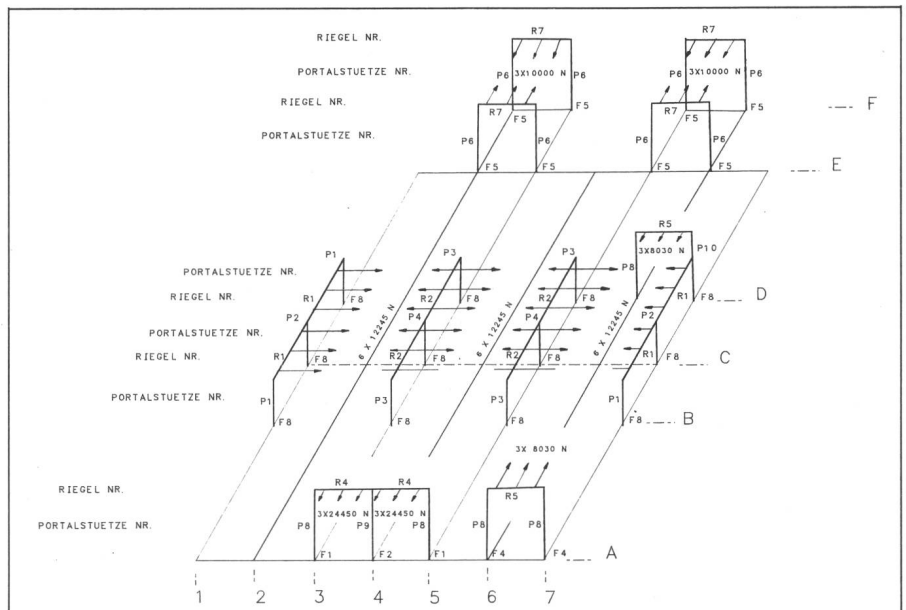 RIEGEL NR. R7 R7
PORTALSTUETZE NR. P6 3X10000 N P6 P6 3X10000 N P6
RIEGEL NR. R7 F5 F5 R7 F5 F5 F
PORTALSTUETZE NR. P6 P6 P6 P6
F5 F5 F5 F5 E
P1 P3 P3 R5 P10
PORTALSTUETZE NR. P8 3X8030 N
RIEGEL NR. R1 F8 R2 F8 R2 F8 R1 F8 D
PORTALSTUETZE NR. P2 6 X 12245 N P4 6 X 12245 N P4 6 X 12245 N P2
RIEGEL NR. R1 F8 R2 F8 R2 F8 R1 F8 C
PORTALSTUETZE NR. P1 P3 P3 P1
F8 F8 F8 F8 B
3X 8030 N
RIEGEL NR. R4 R4 R5
3X24450 N 3X24450 N
PORTALSTUETZE NR. P8 P9 P8 P8 P8
F1 F2 F1 F4 F4 A
1 2 3 4 5 6 7